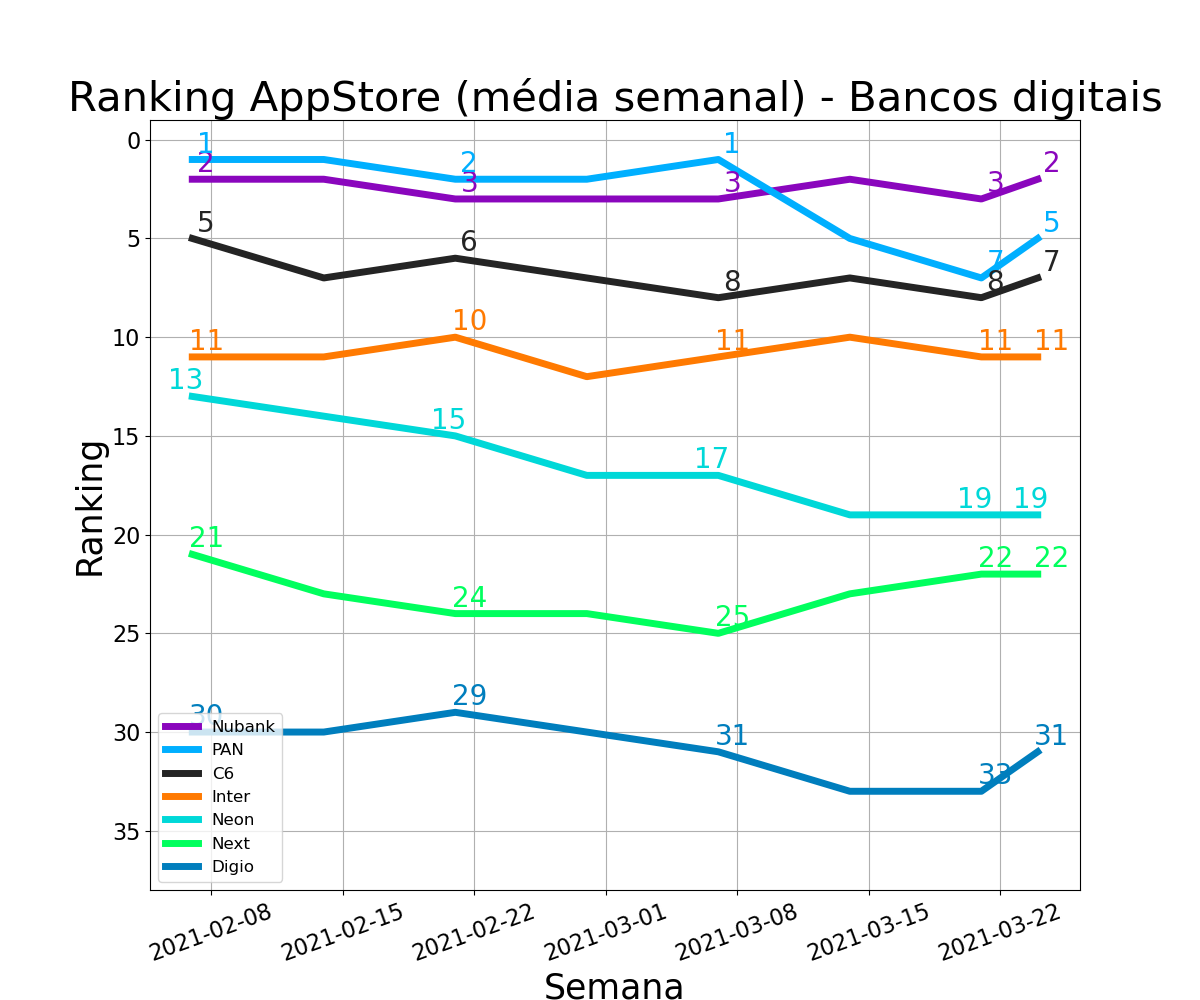 Ranking AppStore (média semanal) - Bancos digitais
0
5
10
15
20
25
30
35
Ranking
1 2 1 7 5
2 3 3 3 2
5 6 8 8 7
11 10 11 11 11
13 15 17 19 19
21 24 25 22 22
30 29 31 33 31
Nubank
PAN
C6
Inter
Neon
Next
Digio
2021-02-08
2021-02-15
2021-02-22
2021-03-01
2021-03-08
2021-03-15
2021-03-22
Semana